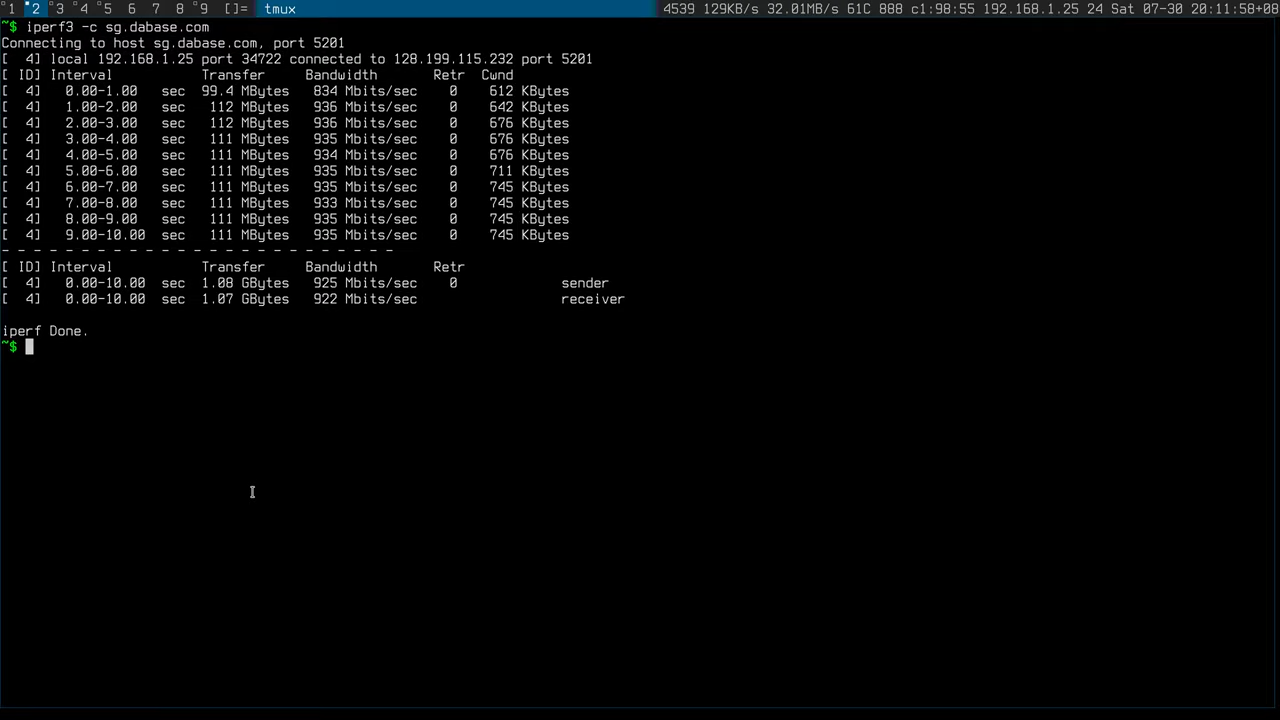 1 2 3 4 5 6 7 8 9 []= tmux 4539 129KB/s 32.01MB/s 61C 888 c1:98:55 192.168.1.25 24 Sat 07-30 20:11:58+08
~$ iperf3 -c sg.dabase.com
Connecting to host sg.dabase.com, port 5201
[  4] local 192.168.1.25 port 34722 connected to 128.199.115.232 port 5201
[ ID] Interval           Transfer     Bandwidth       Retr  Cwnd
[  4]   0.00-1.00   sec  99.4 MBytes   834 Mbits/sec    0    612 KBytes
[  4]   1.00-2.00   sec   112 MBytes   936 Mbits/sec    0    642 KBytes
[  4]   2.00-3.00   sec   112 MBytes   936 Mbits/sec    0    676 KBytes
[  4]   3.00-4.00   sec   111 MBytes   935 Mbits/sec    0    676 KBytes
[  4]   4.00-5.00   sec   111 MBytes   934 Mbits/sec    0    676 KBytes
[  4]   5.00-6.00   sec   111 MBytes   935 Mbits/sec    0    711 KBytes
[  4]   6.00-7.00   sec   111 MBytes   935 Mbits/sec    0    745 KBytes
[  4]   7.00-8.00   sec   111 MBytes   933 Mbits/sec    0    745 KBytes
[  4]   8.00-9.00   sec   111 MBytes   935 Mbits/sec    0    745 KBytes
[  4]   9.00-10.00  sec   111 MBytes   935 Mbits/sec    0    745 KBytes
- - - - - - - - - - - - - - - - - - - - - - - - -
[ ID] Interval           Transfer     Bandwidth       Retr
[  4]   0.00-10.00  sec  1.08 GBytes   925 Mbits/sec    0             sender
[  4]   0.00-10.00  sec  1.07 GBytes   922 Mbits/sec                  receiver
iperf Done.
~$